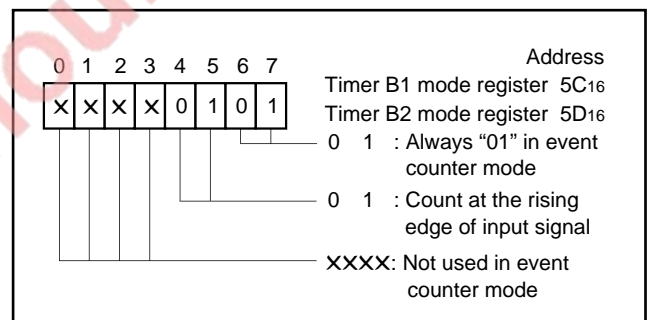 0 1 2 3 4 5 6 7
× × × × 0 1 0 1
Address
Timer B1 mode register 5C16
Timer B2 mode register 5D16
0 1 : Always “01” in event
counter mode
0 1 : Count at the rising
edge of input signal
××××: Not used in event
counter mode